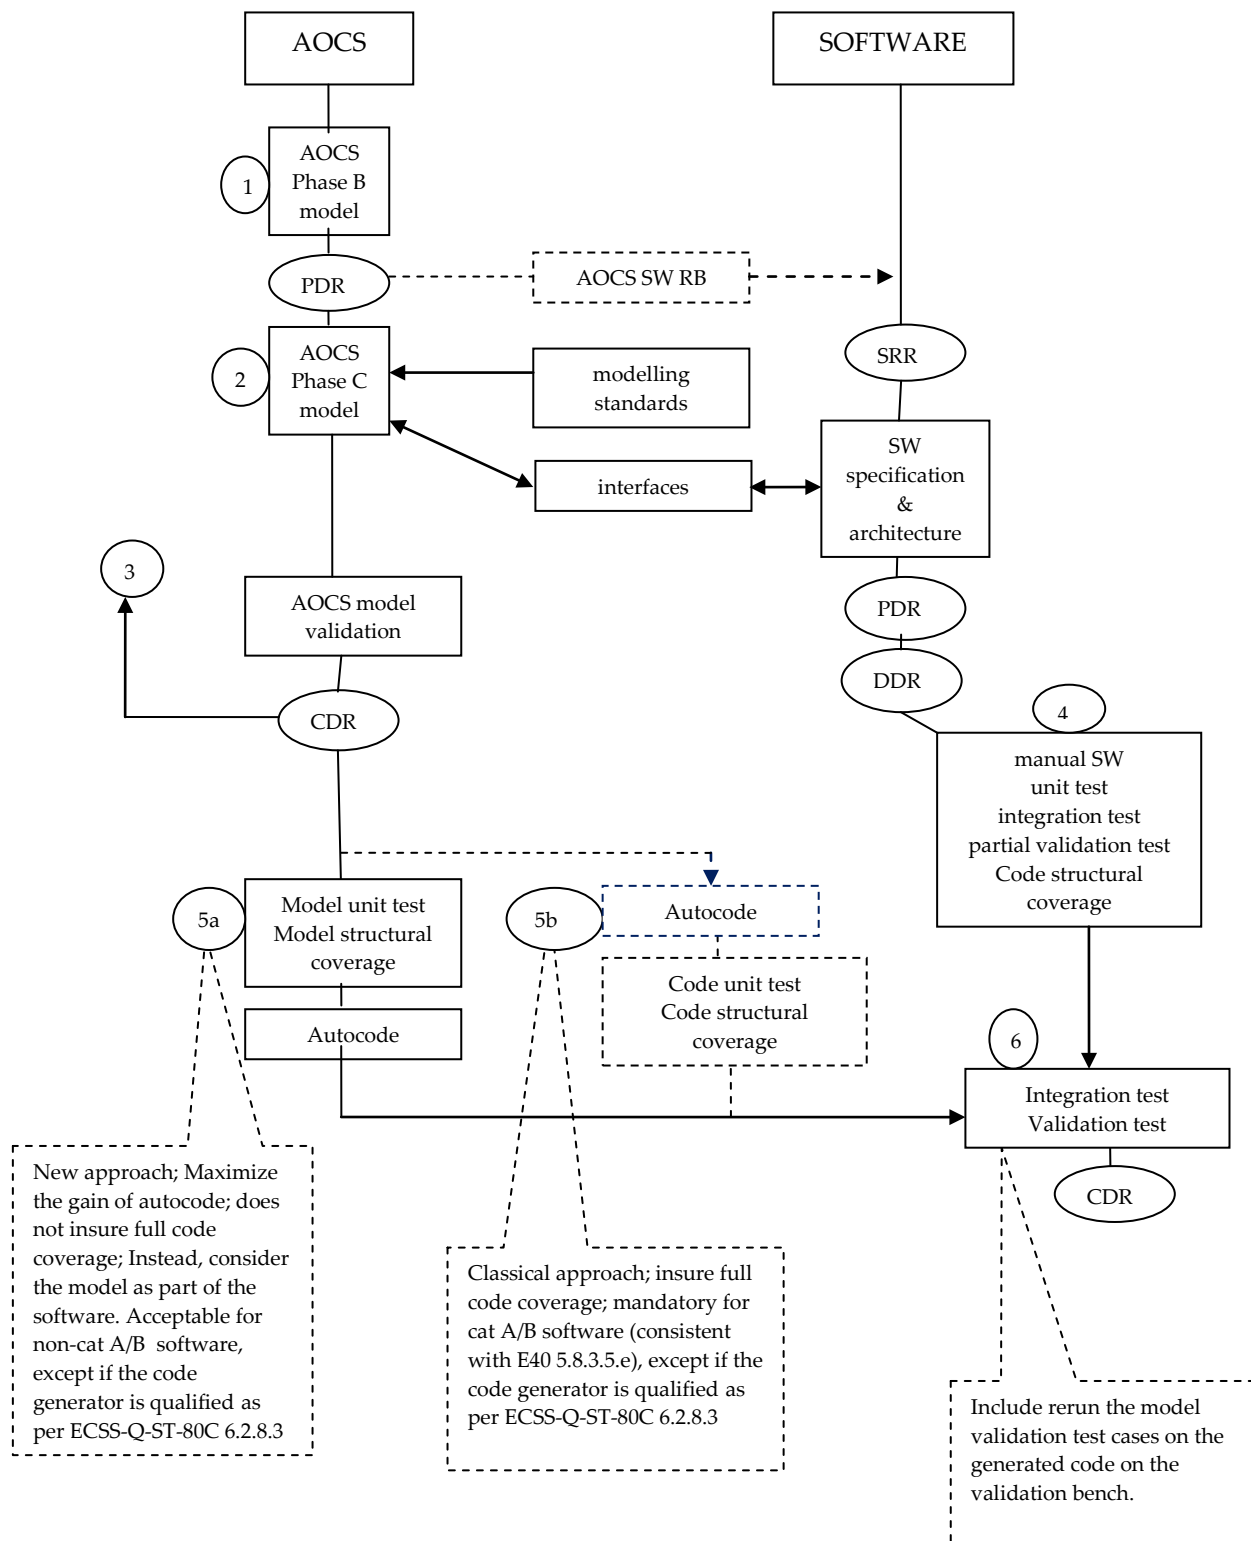 AOCS
SOFTWARE
AOCS
Phase B
model
1
PDR
AOCS SW RB
AOCS
Phase C
model
2
modelling
standards
SRR
SW
specification
&
architecture
interfaces
3
AOCS model
validation
PDR
DDR
CDR
4
manual SW
unit test
integration test
partial validation test
Code structural
coverage
5a
Model unit test
Model structural
coverage
5b
Autocode
Code unit test
Code structural
coverage
Autocode
6
Integration test
Validation test
CDR
New approach; Maximize
the gain of autocode; does
not insure full code
coverage; Instead, consider
the model as part of the
software. Acceptable for
non-cat A/B software,
except if the code
generator is qualified as
per ECSS-Q-ST-80C 6.2.8.3
Classical approach; insure full
code coverage; mandatory for
cat A/B software (consistent
with E40 5.8.3.5.e), except if the
code generator is qualified as
per ECSS-Q-ST-80C 6.2.8.3
Include rerun the model
validation test cases on the
generated code on the
validation bench.